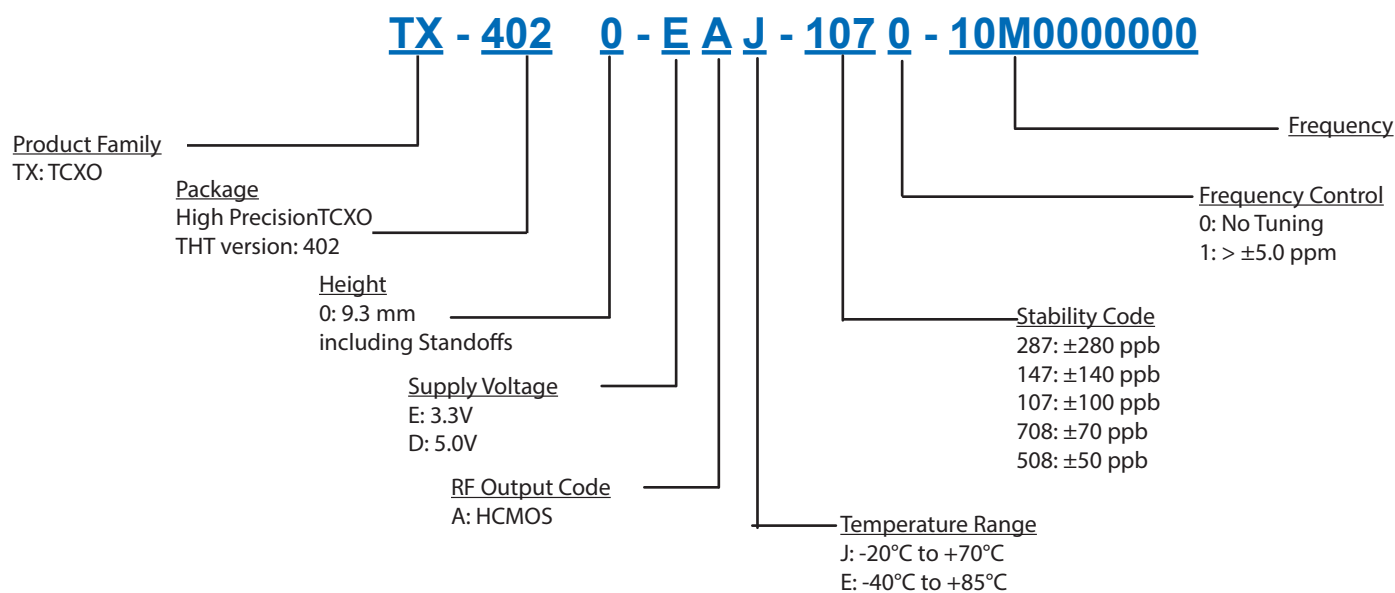 TX - 402 0 - E A J - 107 0 - 10M0000000
Product Family
TX: TCXO
Package
High PrecisionTCXO
THT version: 402
Height
0: 9.3 mm
including Standoffs
Supply Voltage
E: 3.3V
D: 5.0V
RF Output Code
A: HCMOS
Temperature Range
J: -20°C to +70°C
E: -40°C to +85°C
Stability Code
287: ±280 ppb
147: ±140 ppb
107: ±100 ppb
708: ±70 ppb
508: ±50 ppb
Frequency Control
0: No Tuning
1: > ±5.0 ppm
Frequency